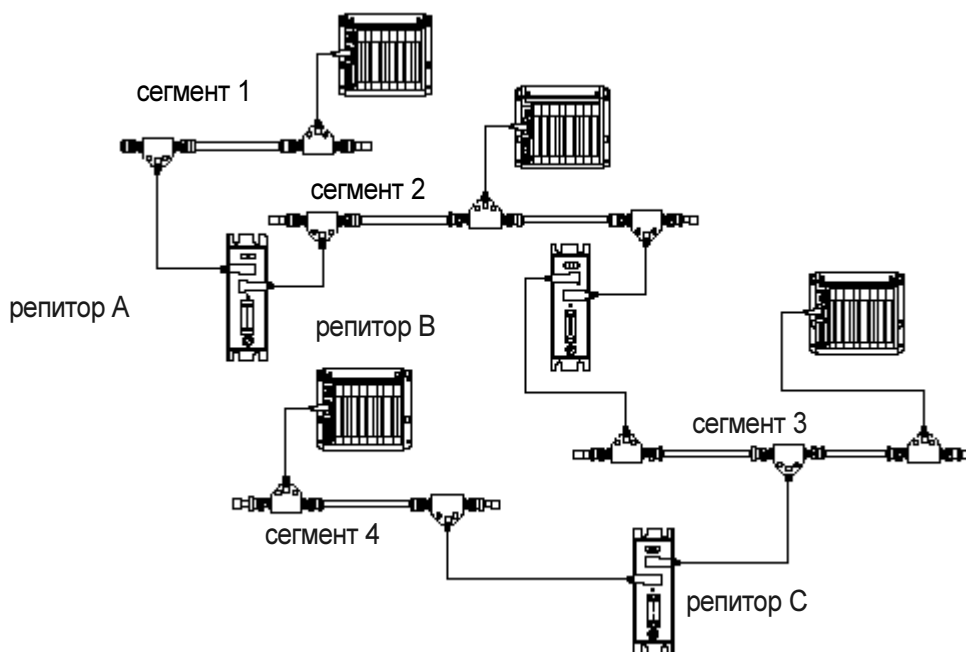 сегмент 1
сегмент 2
репитор A
репитор B
сегмент 3
сегмент 4
репитор C